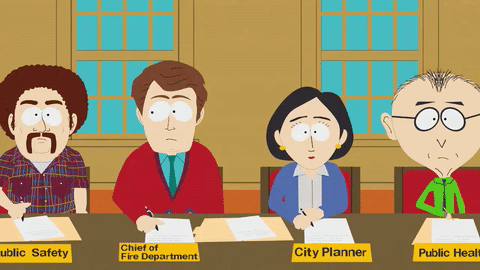 ublic Safety
Chief of
Fire Department
City Planner
Public Healt